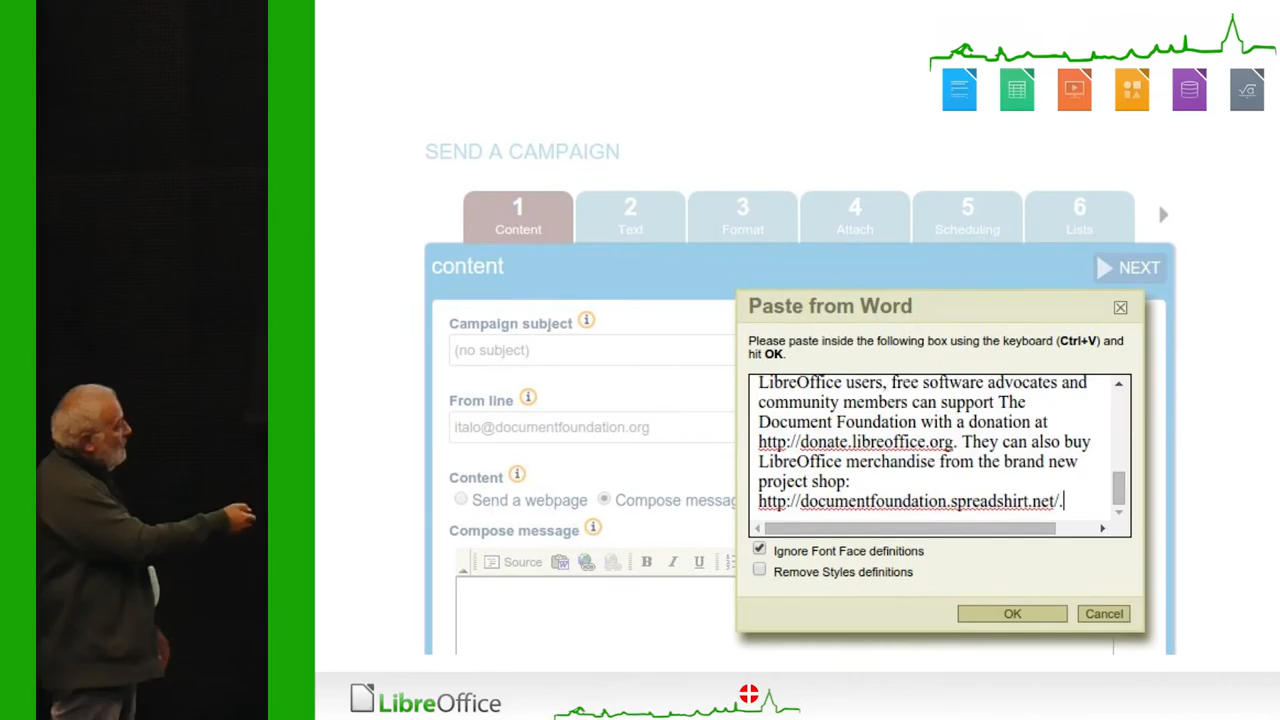 SEND A CAMPAIGN
1 2 3 4 5 6
Content Text Format Attach Scheduling Lists
content
NEXT
Campaign subject
(no subject)
From line
italo@documentfoundation.org
Content
Send a webpage
Compose messag
Compose message
Source B I U
Paste from Word
Please paste inside the following box using the keyboard (Ctrl+V) and
hit OK.
LibreOffice users, free software advocates and
community members can support The
Document Foundation with a donation at
http://donate.libreoffice.org. They can also buy
LibreOffice merchandise from the brand new
project shop:
http://documentfoundation.spreadshirt.net/.
Ignore Font Face definitions
Remove Styles definitions
OK Cancel
LibreOffice